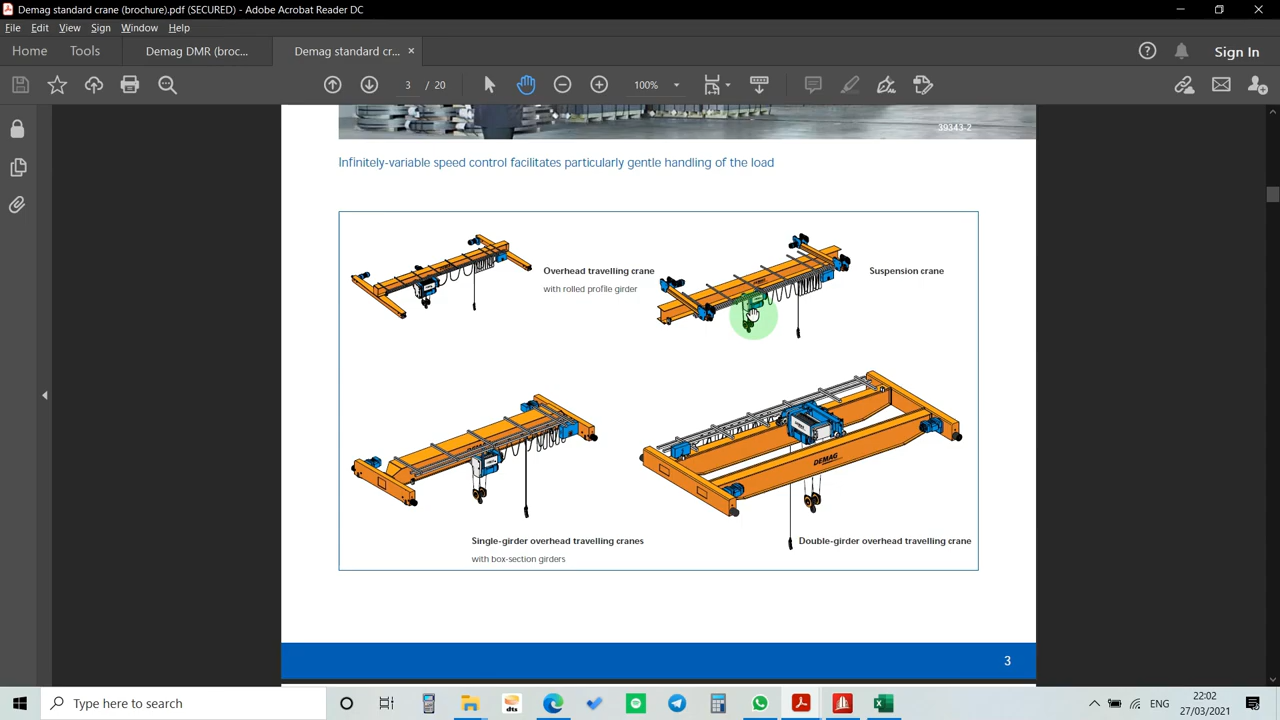 Demag standard crane (brochure).pdf (SECURED) - Adobe Acrobat Reader DC
File Edit View Sign Window Help
Home Tools Demag DMR (broc... Demag standard cr... × Sign In
3 / 20 100%
39343-2
Infinitely-variable speed control facilitates particularly gentle handling of the load
Overhead travelling crane
with rolled profile girder
Suspension crane
DEMAG
Single-girder overhead travelling cranes
with box-section girders
Double-girder overhead travelling crane
3
Type here to search
dts
ENG
22:02
27/03/2021